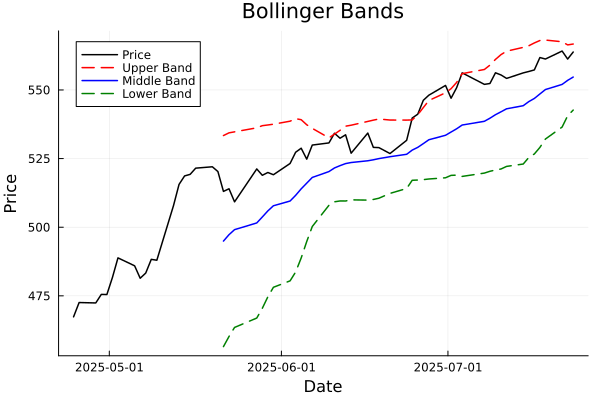 Bollinger Bands
Price
Upper Band
Middle Band
Lower Band
Price
550
525
500
475
2025-05-01
2025-06-01
2025-07-01
Date